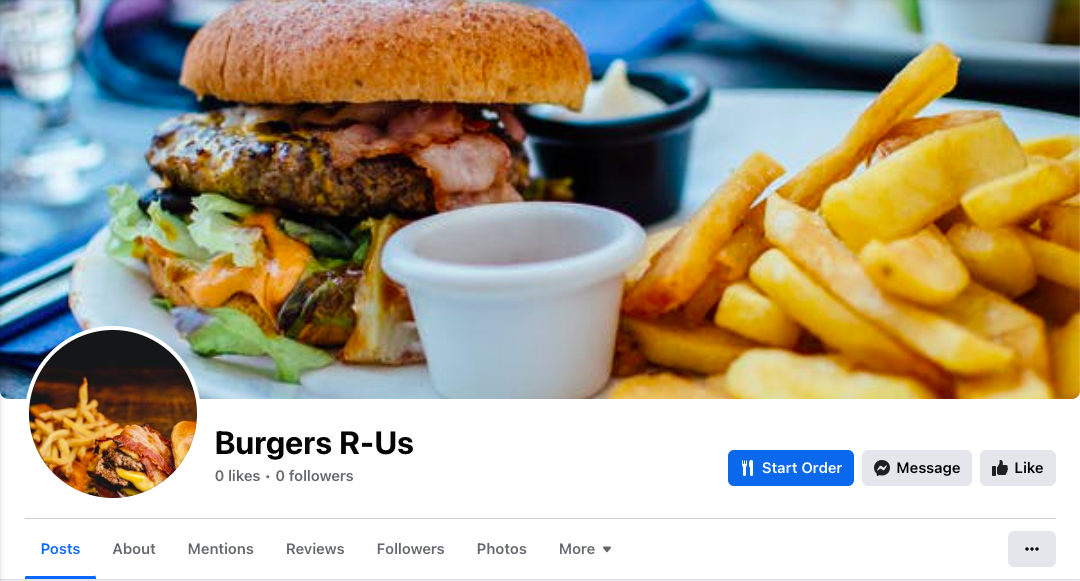 Burgers R-Us
0 likes • 0 followers
Start Order
Message
Like
Posts
About
Mentions
Reviews
Followers
Photos
More